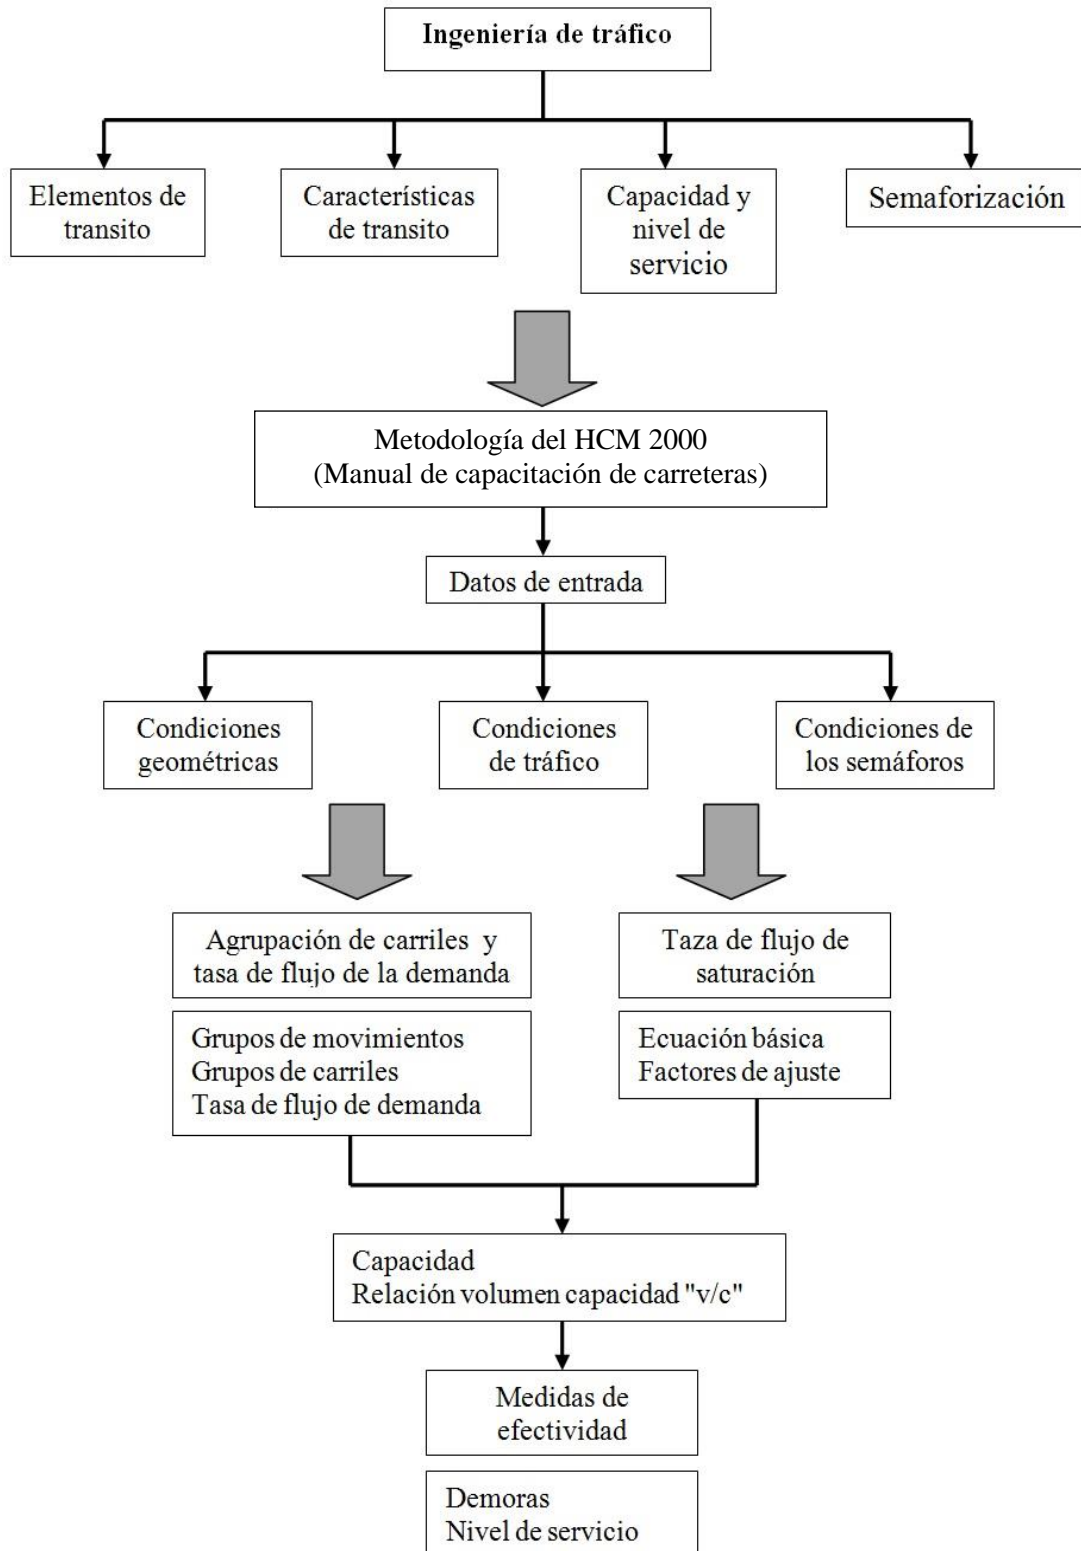 Ingeniería de tráfico
Elementos de
transito
Características
de transito
Capacidad y
nivel de
servicio
Semaforización
Metodología del HCM 2000
(Manual de capacitación de carreteras)
Datos de entrada
Condiciones
geométricas
Condiciones
de tráfico
Condiciones de
los semáforos
Agrupación de carriles y
tasa de flujo de la demanda
Taza de flujo de
saturación
Grupos de movimientos
Grupos de carriles
Tasa de flujo de demanda
Ecuación básica
Factores de ajuste
Capacidad
Relación volumen capacidad "v/c"
Medidas de
efectividad
Demoras
Nivel de servicio